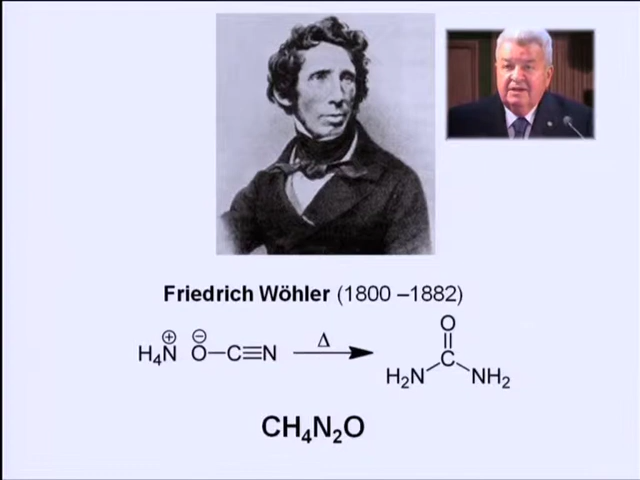 Friedrich Wöhler (1800 –1882)
H₄N⊕ ⊖O–C≡N Δ O
H₂N C NH₂
CH₄N₂O